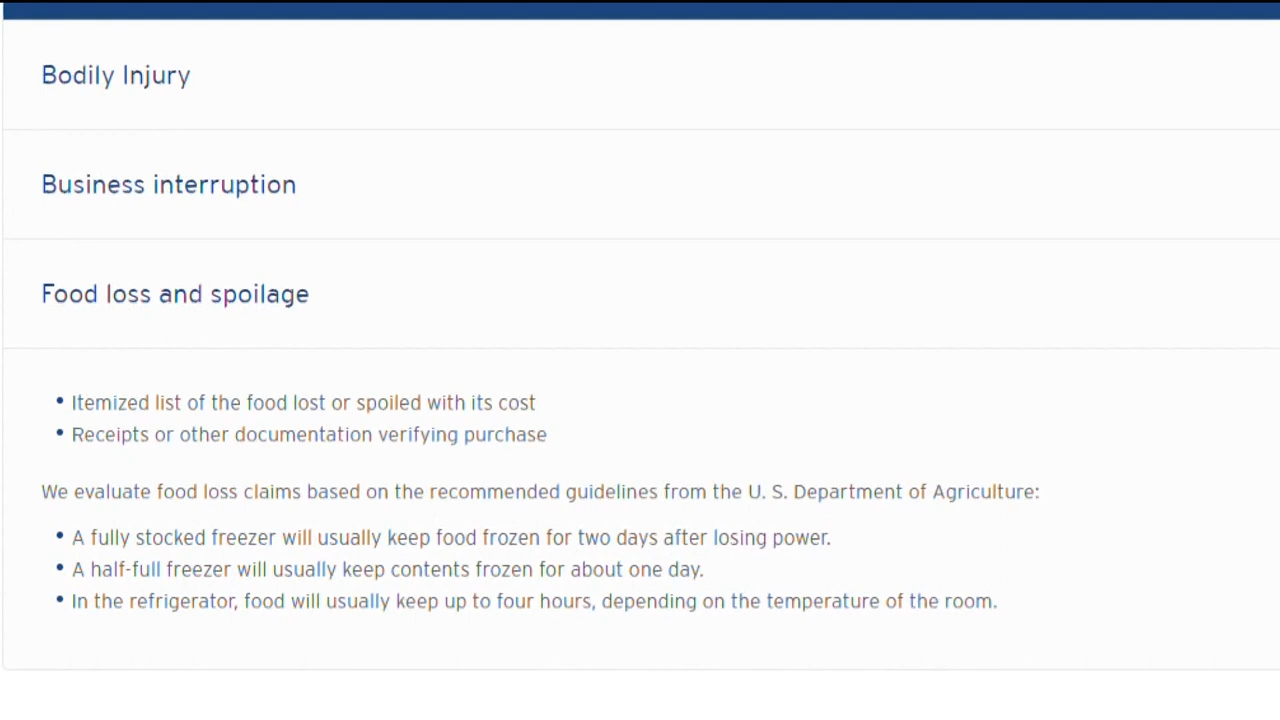 Bodily Injury
Business interruption
Food loss and spoilage
• Itemized list of the food lost or spoiled with its cost
• Receipts or other documentation verifying purchase
We evaluate food loss claims based on the recommended guidelines from the U. S. Department of Agriculture:
• A fully stocked freezer will usually keep food frozen for two days after losing power.
• A half-full freezer will usually keep contents frozen for about one day.
• In the refrigerator, food will usually keep up to four hours, depending on the temperature of the room.